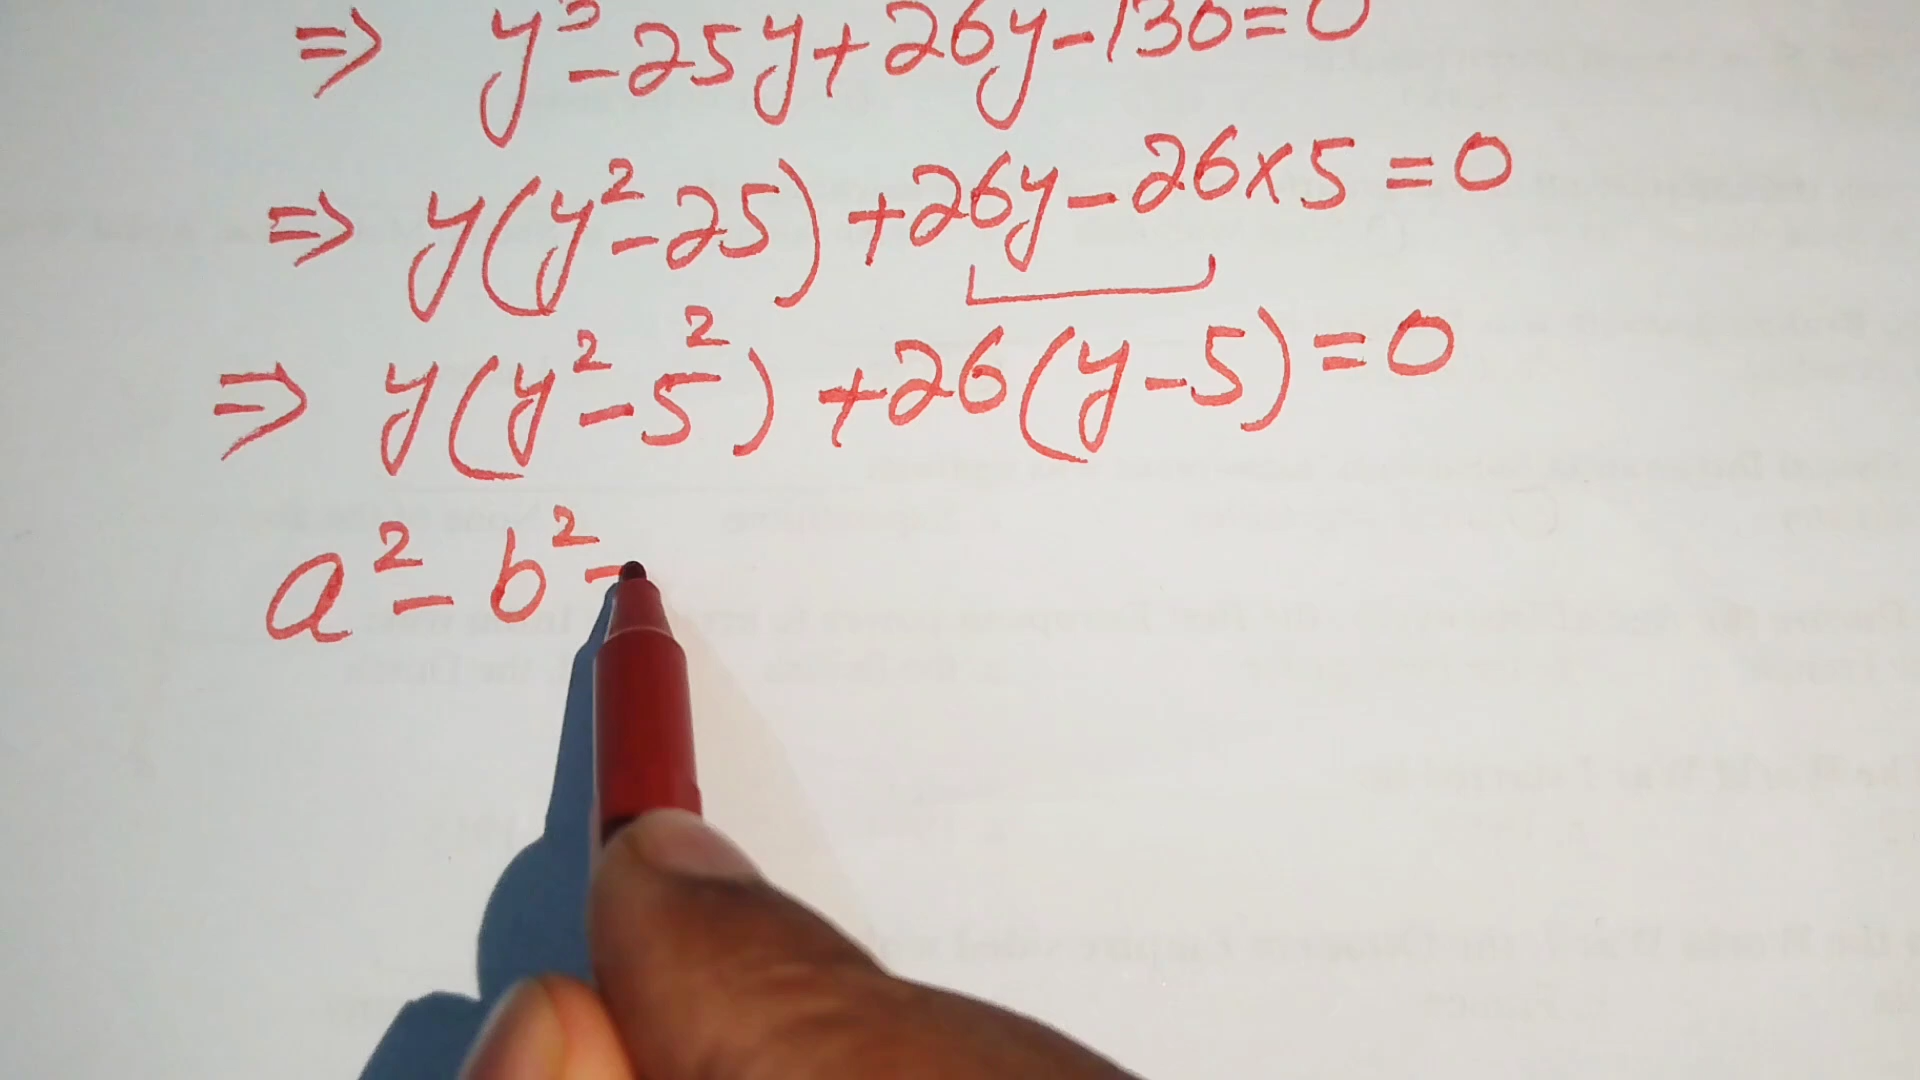 ⇒ y³ - 25y + 26y - 130 = 0
⇒ y(y² - 25) + 26y - 26 × 5 = 0
⇒ y(y² - 5²) + 26(y - 5) = 0
a² - b² -